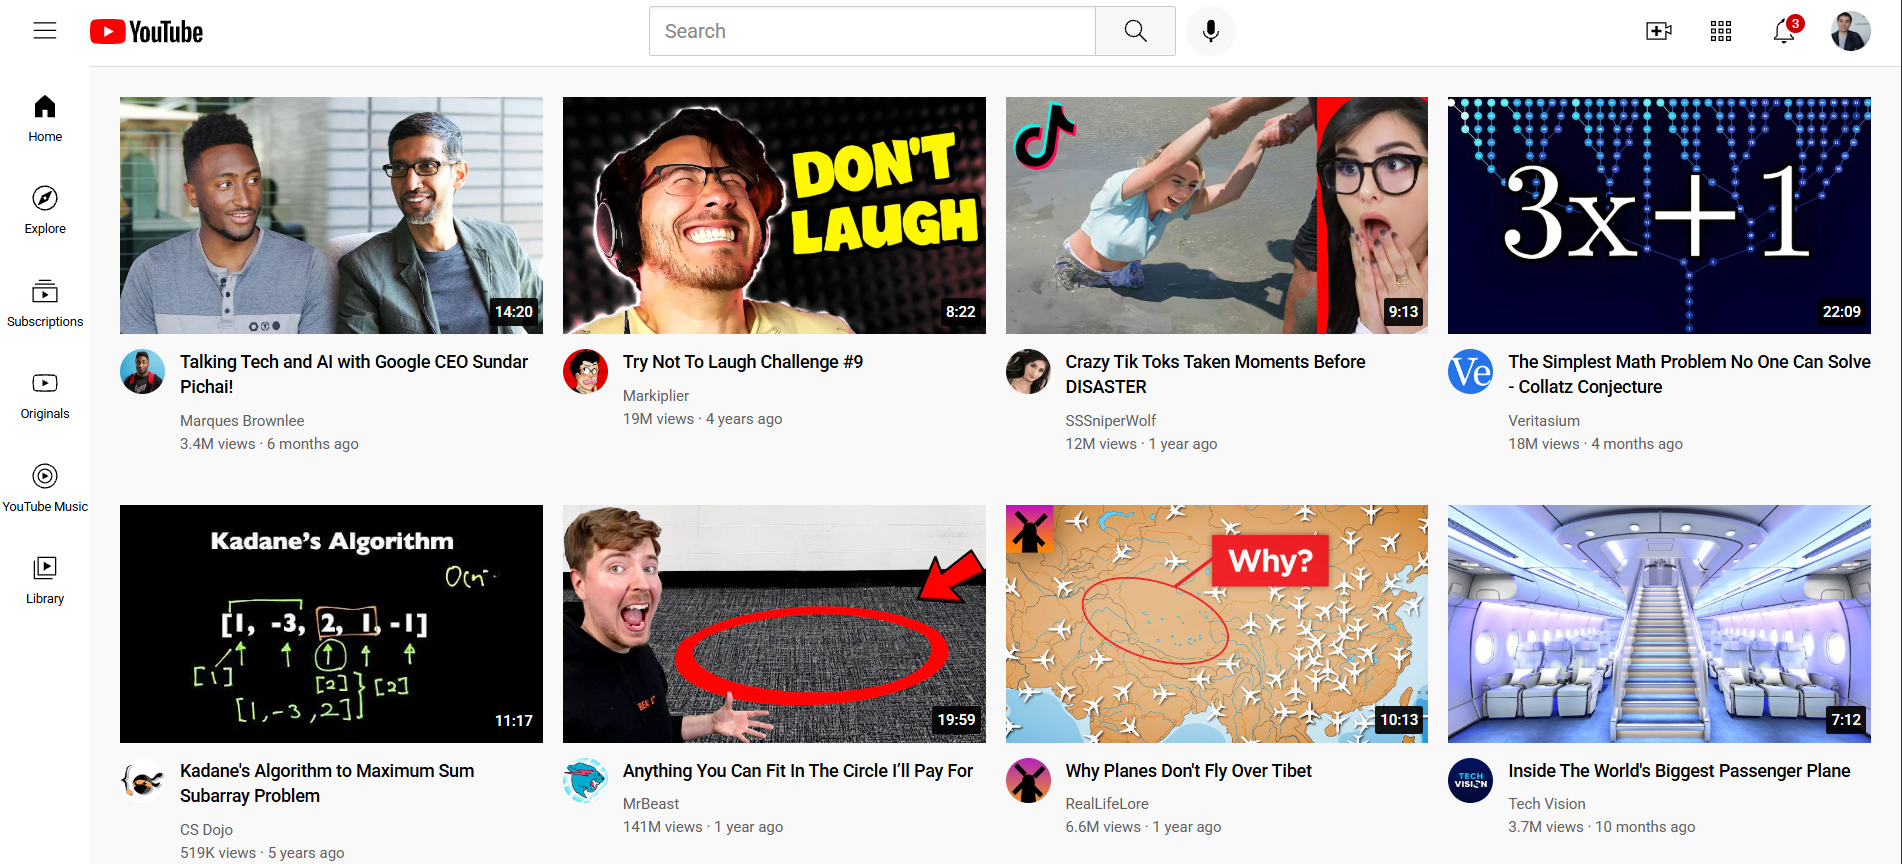 YouTube
Search
3
Home
Explore
Subscriptions
Originals
YouTube Music
Library
DON'T
LAUGH
3x+1
14:20
8:22
9:13
22:09
Talking Tech and AI with Google CEO Sundar
Pichai!
Marques Brownlee
3.4M views · 6 months ago
Try Not To Laugh Challenge #9
Markiplier
19M views · 4 years ago
Crazy Tik Toks Taken Moments Before
DISASTER
SSSniperWolf
12M views · 1 year ago
Ve
The Simplest Math Problem No One Can Solve
- Collatz Conjecture
Veritasium
18M views · 4 months ago
Kadane's Algorithm
[1, -3, 2, 1, -1]
[1]
[2]
[2]
[1, -3, 2]
11:17
19:59
Why?
10:13
7:12
Kadane's Algorithm to Maximum Sum
Subarray Problem
CS Dojo
519K views · 5 years ago
Anything You Can Fit In The Circle I’ll Pay For
MrBeast
141M views · 1 year ago
Why Planes Don't Fly Over Tibet
RealLifeLore
6.6M views · 1 year ago
TECH
VISION
Inside The World's Biggest Passenger Plane
Tech Vision
3.7M views · 10 months ago